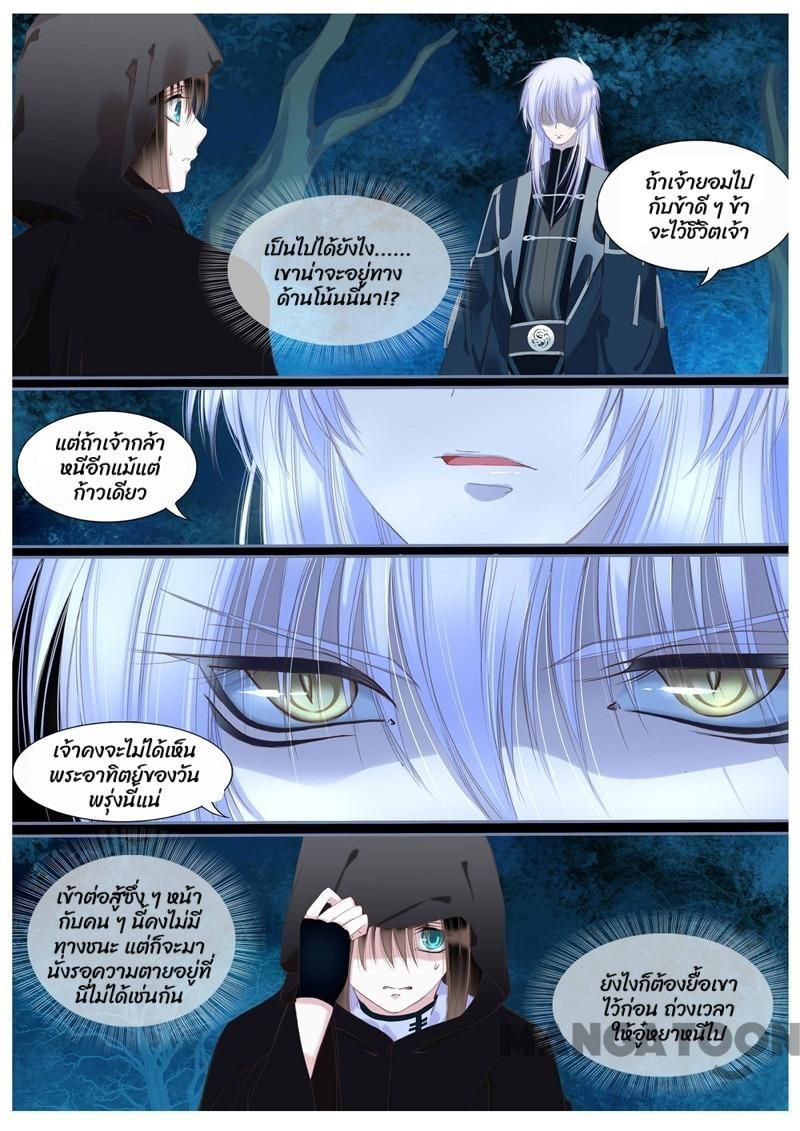 ถ้าเจ้ายอมไป
กับข้าดี ๆ ข้า
จะไว้ชีวิตเจ้า
เป็นไปได้ยังไง......
เขาน่าจะอยู่ทาง
ด้านโน้นนี่นา!?
แต่ถ้าเจ้ากล้า
หนีอีกแม้แต่
ก้าวเดียว
เจ้าคงจะไม่ได้เห็น
พระอาทิตย์ของวัน
พรุ่งนี้แน่
เข้าต่อสู้ซึ่ง ๆ หน้า
กับคน ๆ นี้คงไม่มี
ทางชนะ แต่ก็จะมา
นั่งรอความตายอยู่ที่
นี่ไม่ได้เช่นกัน
ยังไงก็ต้องยื้อเขา
ไว้ก่อน ถ่วงเวลา
ให้อู๋หยาหนีไป
MANGATOON